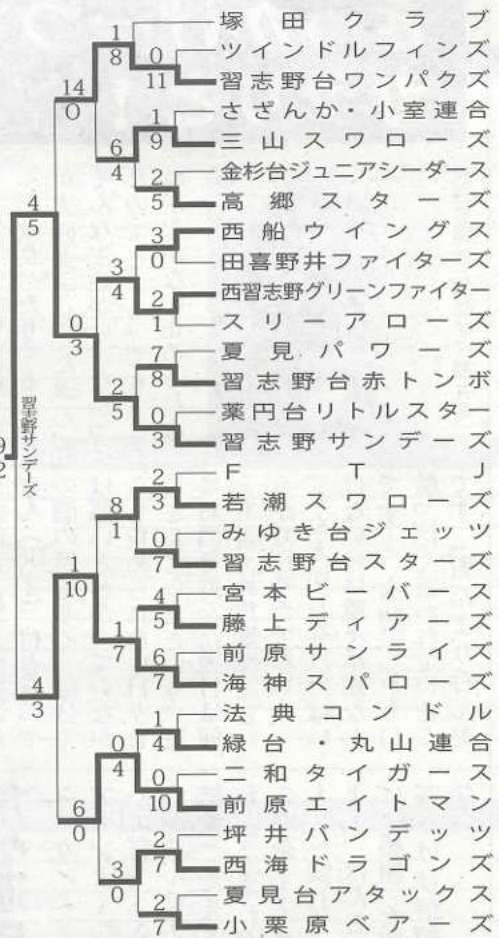 塚田クラブ
ツインドルフィンズ
習志野台ワンパクズ
さざんか・小室連合
三山スワローズ
金杉台ジュニアシーダース
高郷スターズ
西船ウイングス
田喜野井ファイターズ
西習志野グリーンファイター
スリーアローズ
夏見パワーズ
習志野台赤トンボ
薬円台リトルスター
習志野サンデーズ
FTJ
若潮スワローズ
みゆき台ジェッツ
習志野台スターズ
宮本ビーバース
藤上ディアーズ
前原サンライズ
海神スパローズ
法典コンドル
緑台・丸山連合
二和タイガース
前原エイトマン
坪井バンデッツ
西海ドラゴンズ
夏見台アタックス
小栗原ベアーズ
0
11
1
9
2
5
3
0
2
1
7
8
0
3
2
3
0
7
4
5
6
7
1
4
0
10
2
7
2
7
1
8
6
4
3
4
2
5
8
1
1
7
0
4
3
0
14
0
0
3
1
10
6
0
4
5
4
3
9
2
習志野サンデーズ